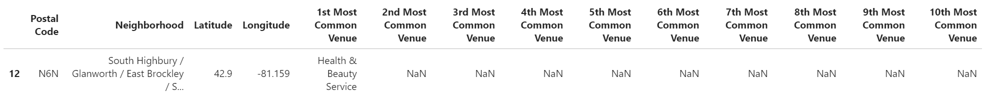 Postal Code Neighborhood Latitude Longitude 1st Most Common Venue 2nd Most Common Venue 3rd Most Common Venue 4th Most Common Venue 5th Most Common Venue 6th Most Common Venue 7th Most Common Venue 8th Most Common Venue 9th Most Common Venue 10th Most Common Venue
12 N6N South Highbury / Glanworth / East Brockley / S... 42.9 -81.159 Health & Beauty Service NaN NaN NaN NaN NaN NaN NaN NaN NaN